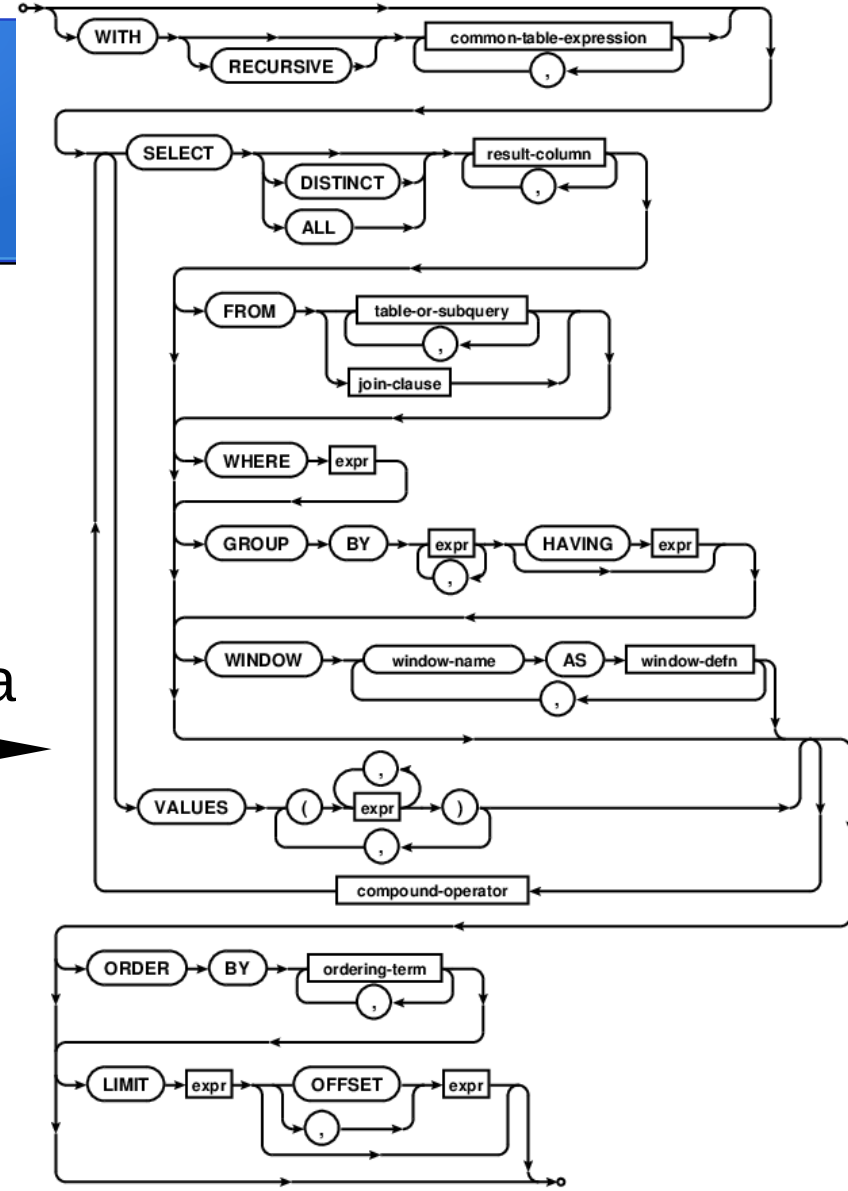 WITH
common-table-expression
RECURSIVE
,
SELECT
result-column
DISTINCT
,
ALL
FROM
table-or-subquery
,
join-clause
WHERE expr
GROUP BY expr HAVING expr
,
WINDOW window-name AS window-defn
a
,
,
VALUES ( expr )
,
compound-operator
ORDER BY ordering-term
,
LIMIT expr OFFSET expr
,